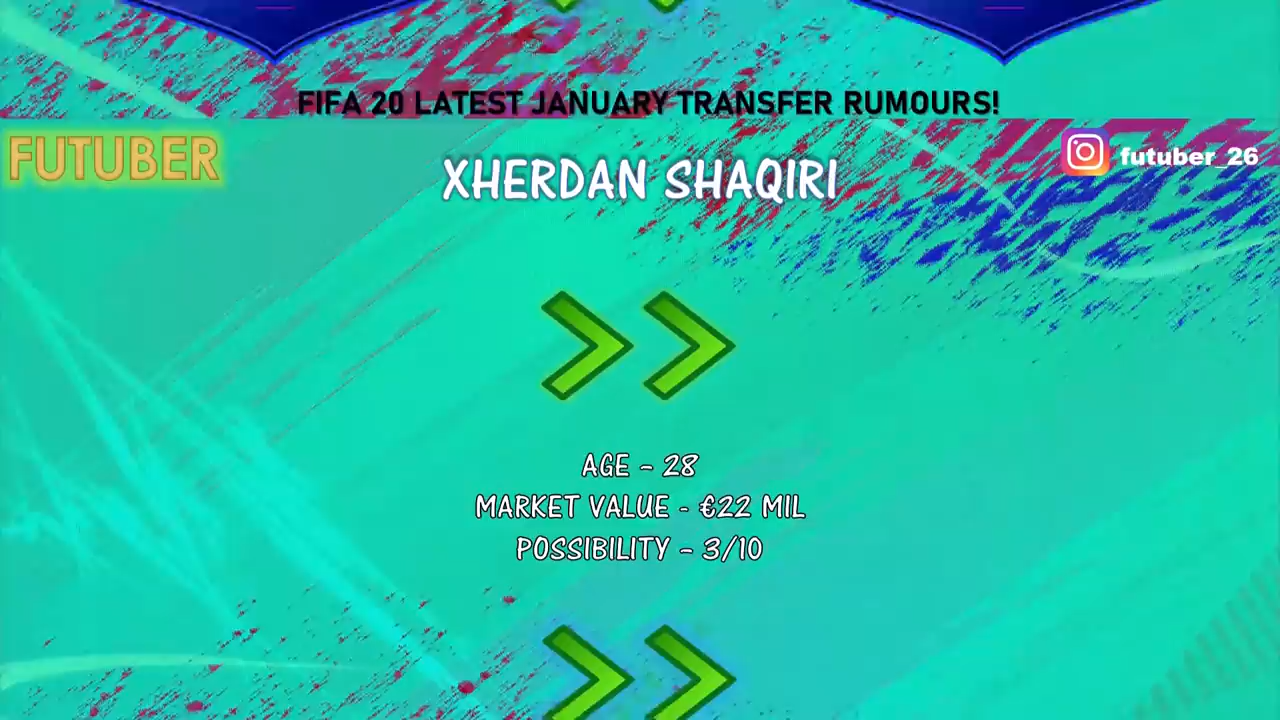 FIFA 20 LATEST JANUARY TRANSFER RUMOURS!
FUTUBER
XHERDAN SHAQIRI
futuber_26
AGE - 28
MARKET VALUE - €22 MIL
POSSIBILITY - 3/10